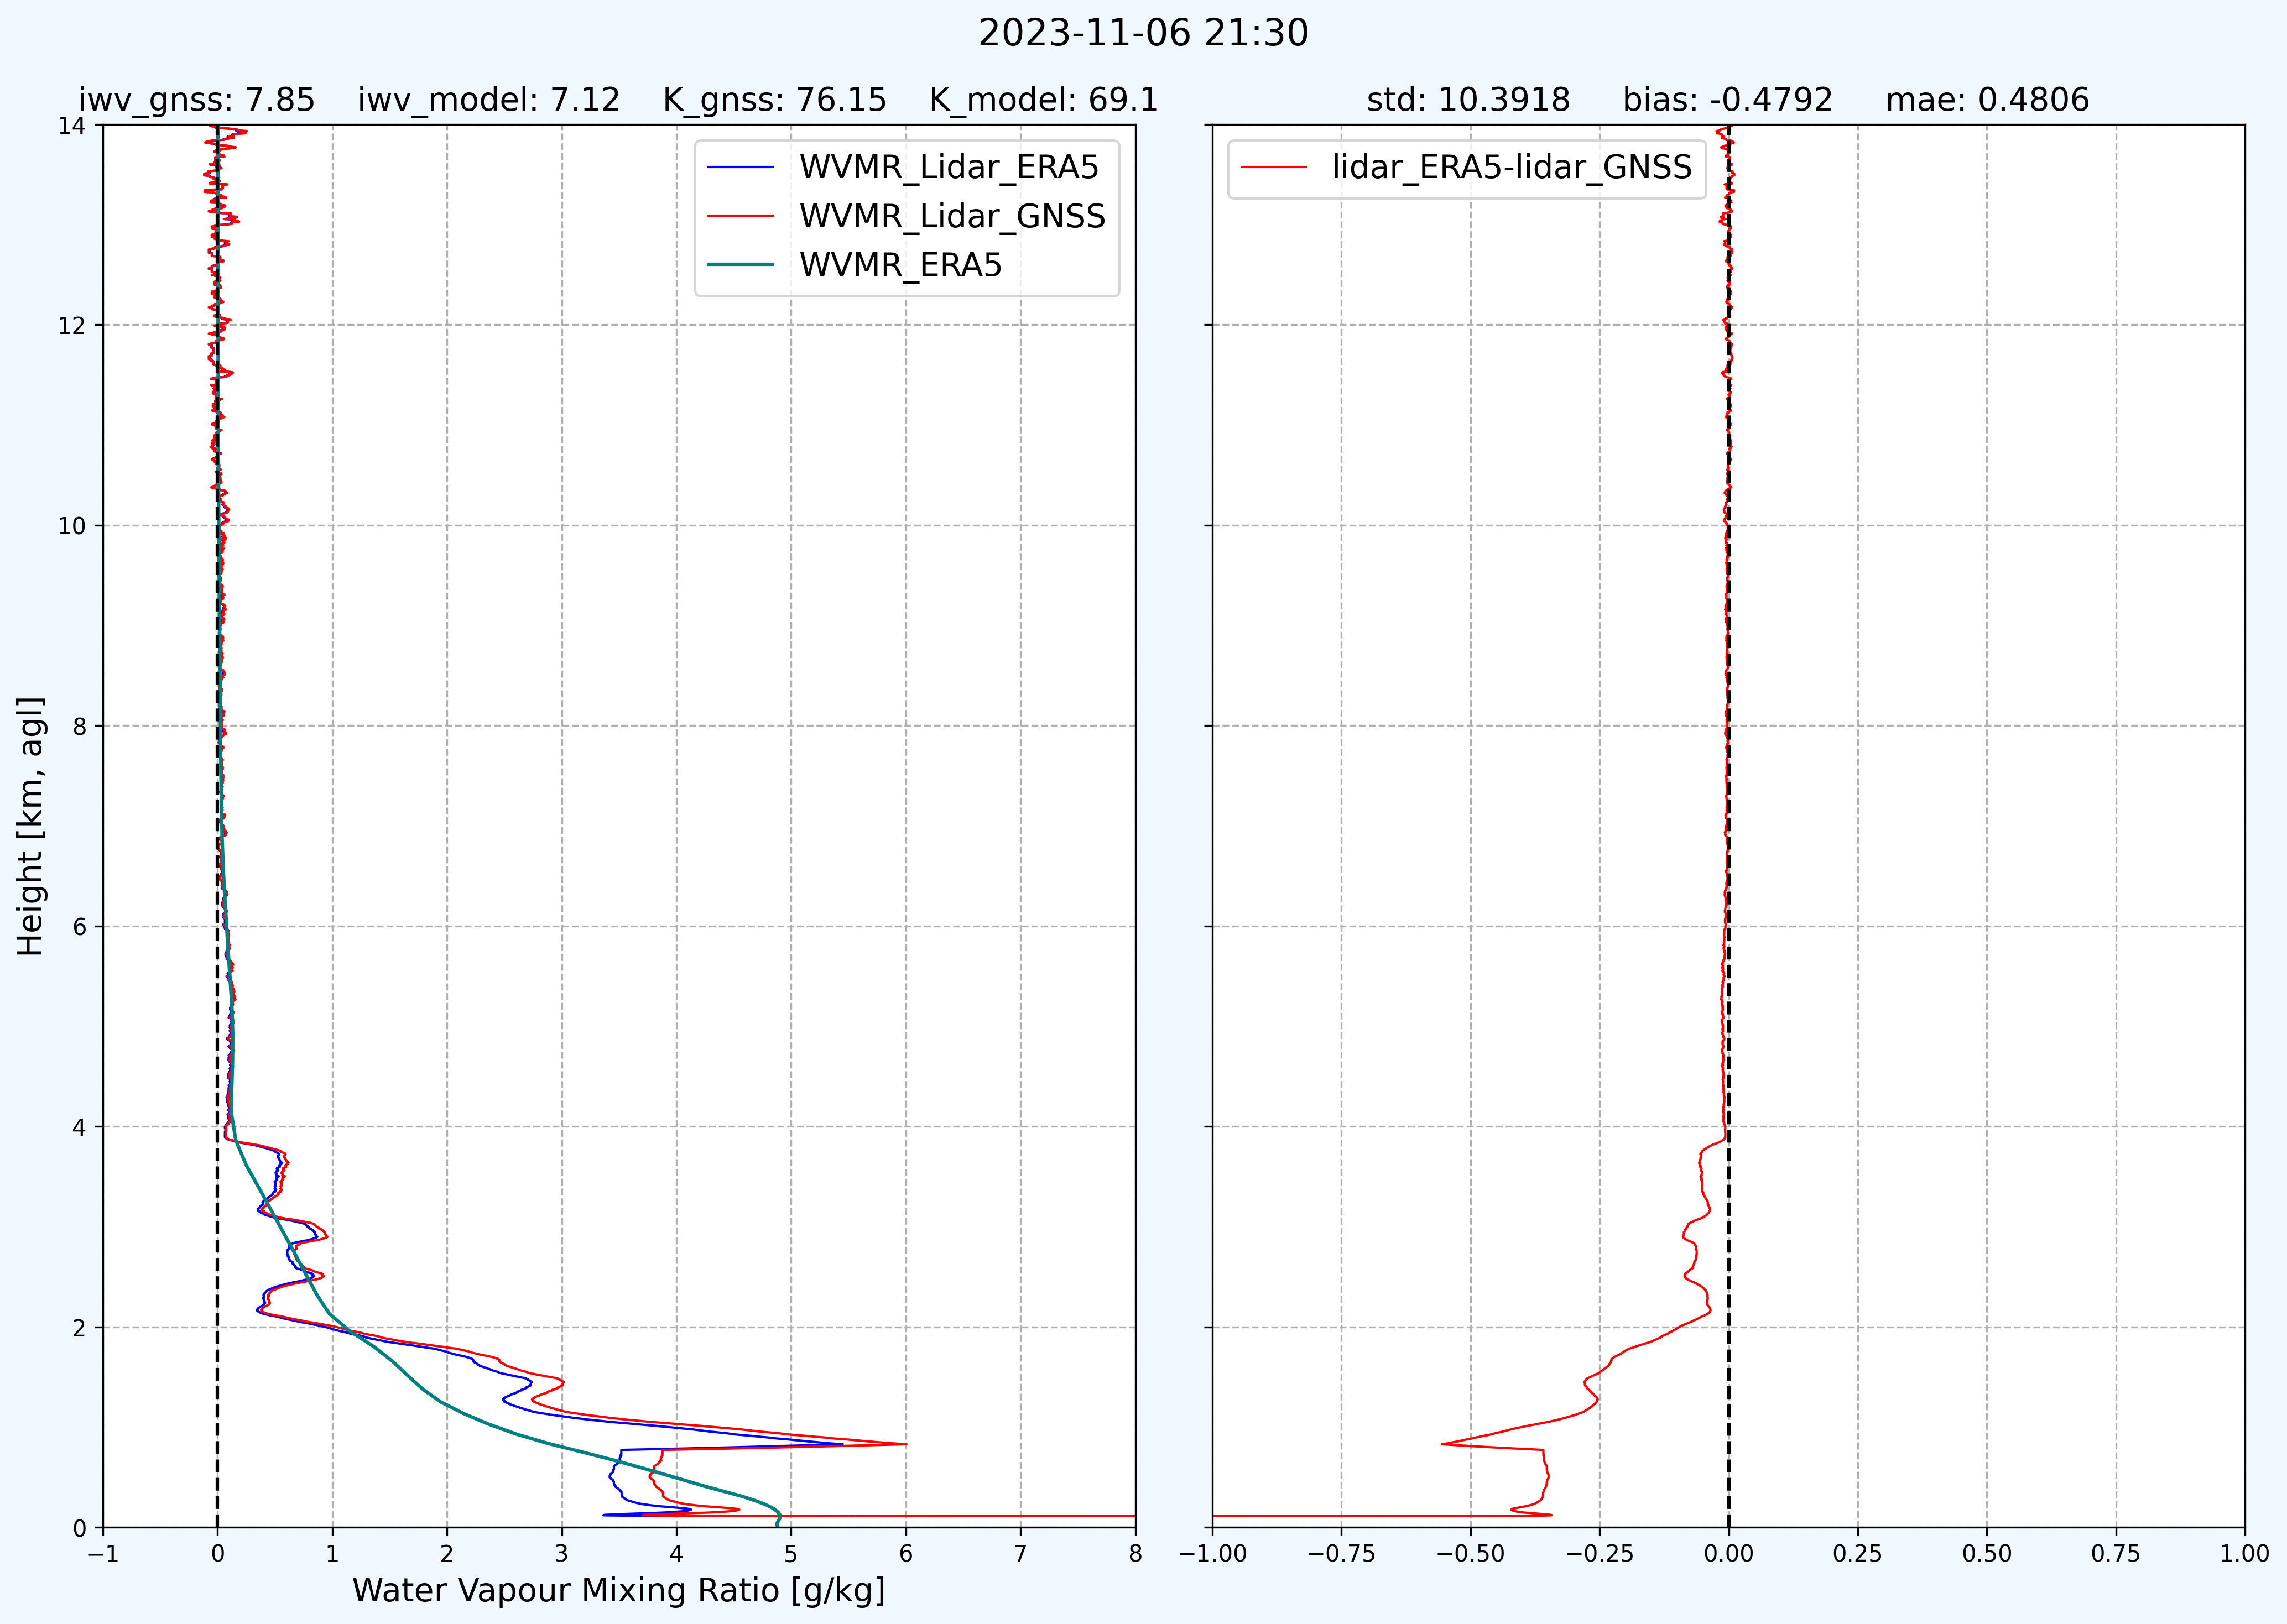 2023-11-06 21:30
iwv_gnss: 7.85 iwv_model: 7.12 K_gnss: 76.15 K_model: 69.1
std: 10.3918 bias: -0.4792 mae: 0.4806
WVMR_Lidar_ERA5
WVMR_Lidar_GNSS
WVMR_ERA5
lidar_ERA5-lidar_GNSS
Height [km, agl]
14
12
10
8
6
4
2
0
−1 0 1 2 3 4 5 6 7 8
Water Vapour Mixing Ratio [g/kg]
−1.00 −0.75 −0.50 −0.25 0.00 0.25 0.50 0.75 1.00